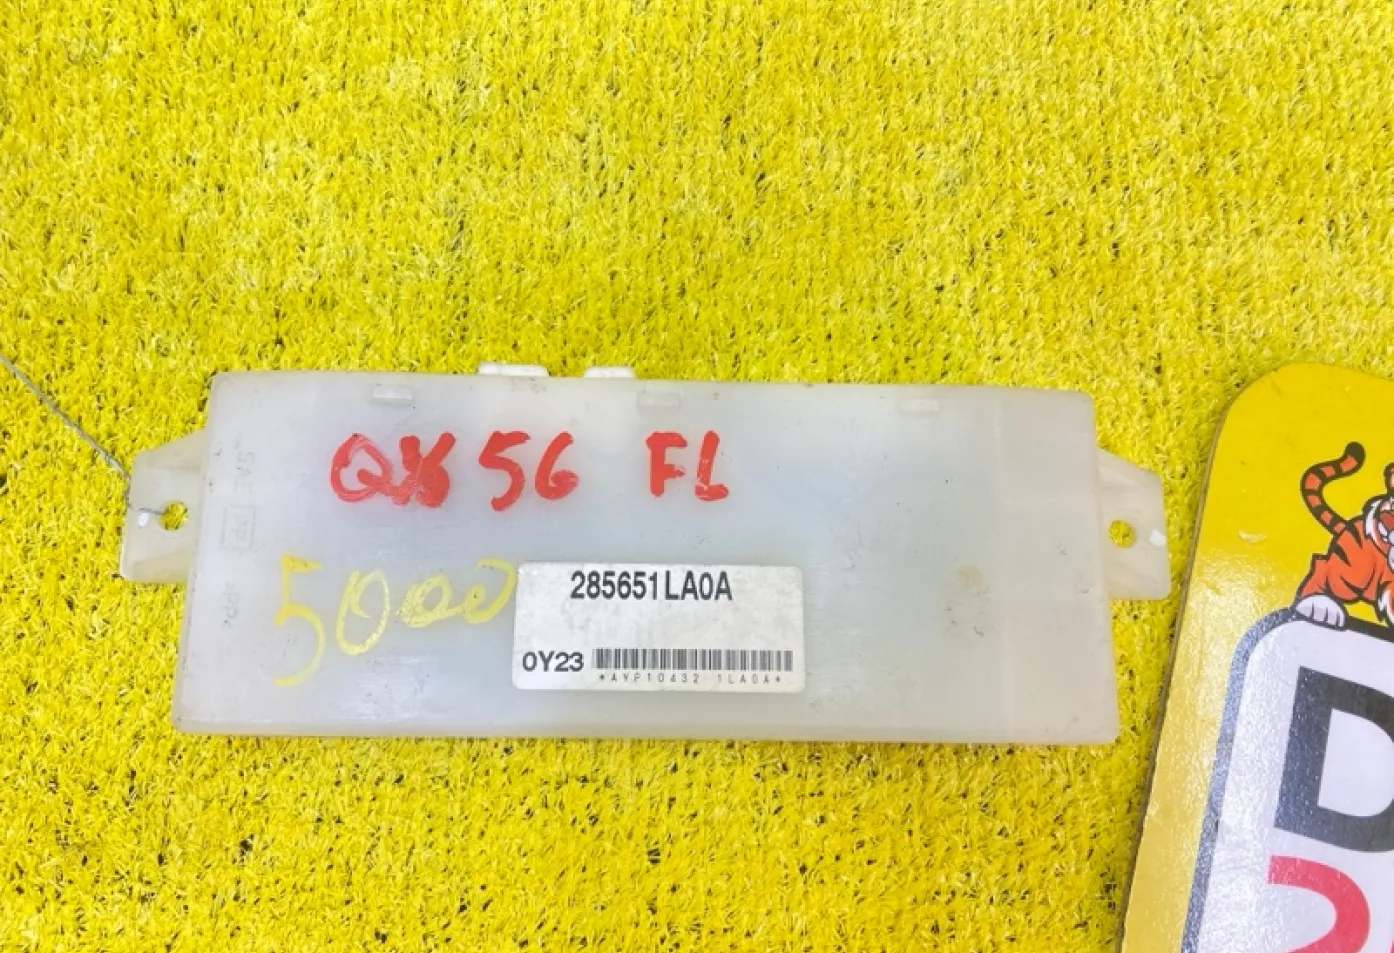 QX56 FL
5000
285651LA0A
0Y23
*AYP10432 1LA0A*
D